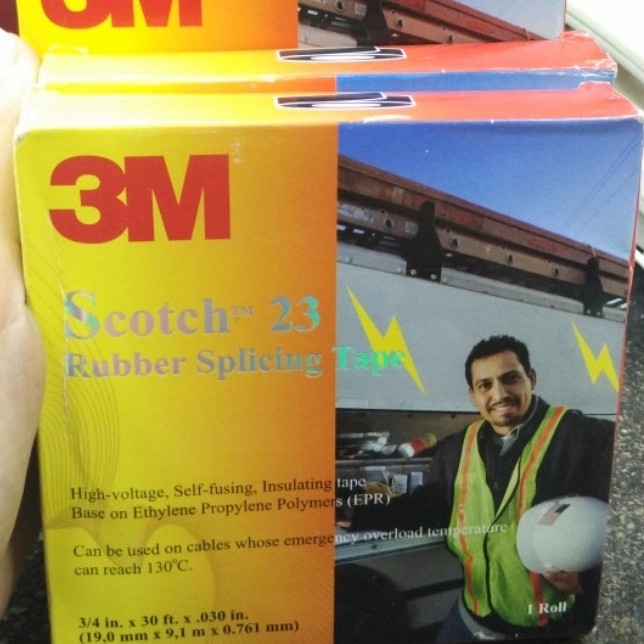 3M
3M
Scotch™ 23
Rubber Splicing Tape
High-voltage, Self-fusing, Insulating tape
Base on Ethylene Propylene Polymers (EPR)
Can be used on cables whose emergency overload temperature
can reach 130°C.
3/4 in. x 30 ft. x .030 in.
(19,0 mm x 9,1 m x 0.761 mm)
1 Roll